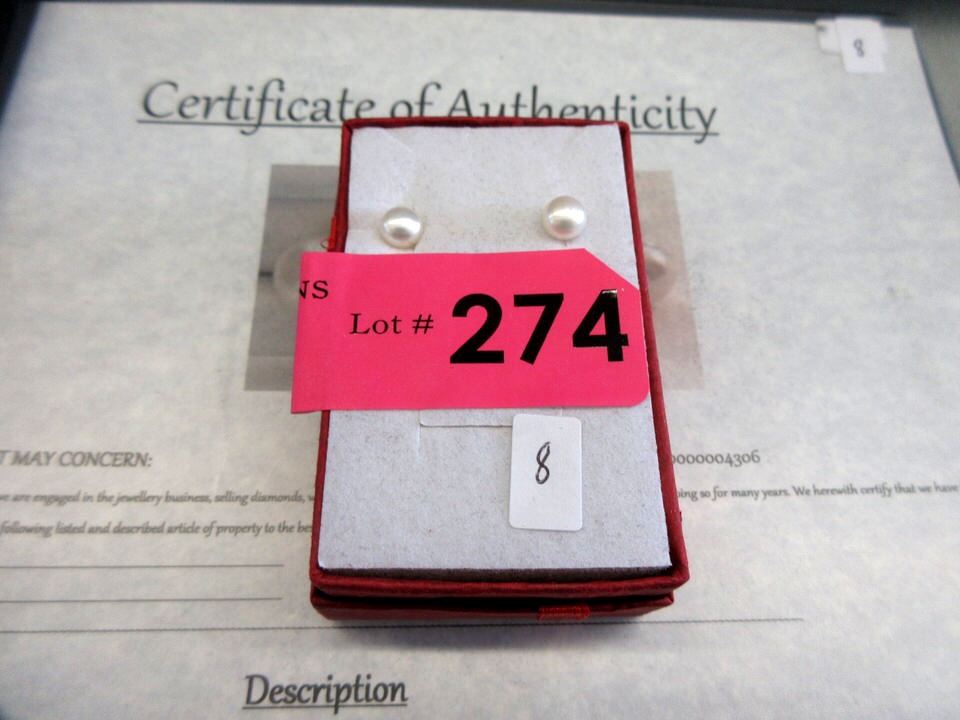 8
Certificate of Authenticity
NS
Lot # 274
8
T MAY CONCERN:
0000004306
we are engaged in the jewellery business, selling diamonds,
ing so for many years. We herewith certify that we have
following listed and described article of property to the
Description